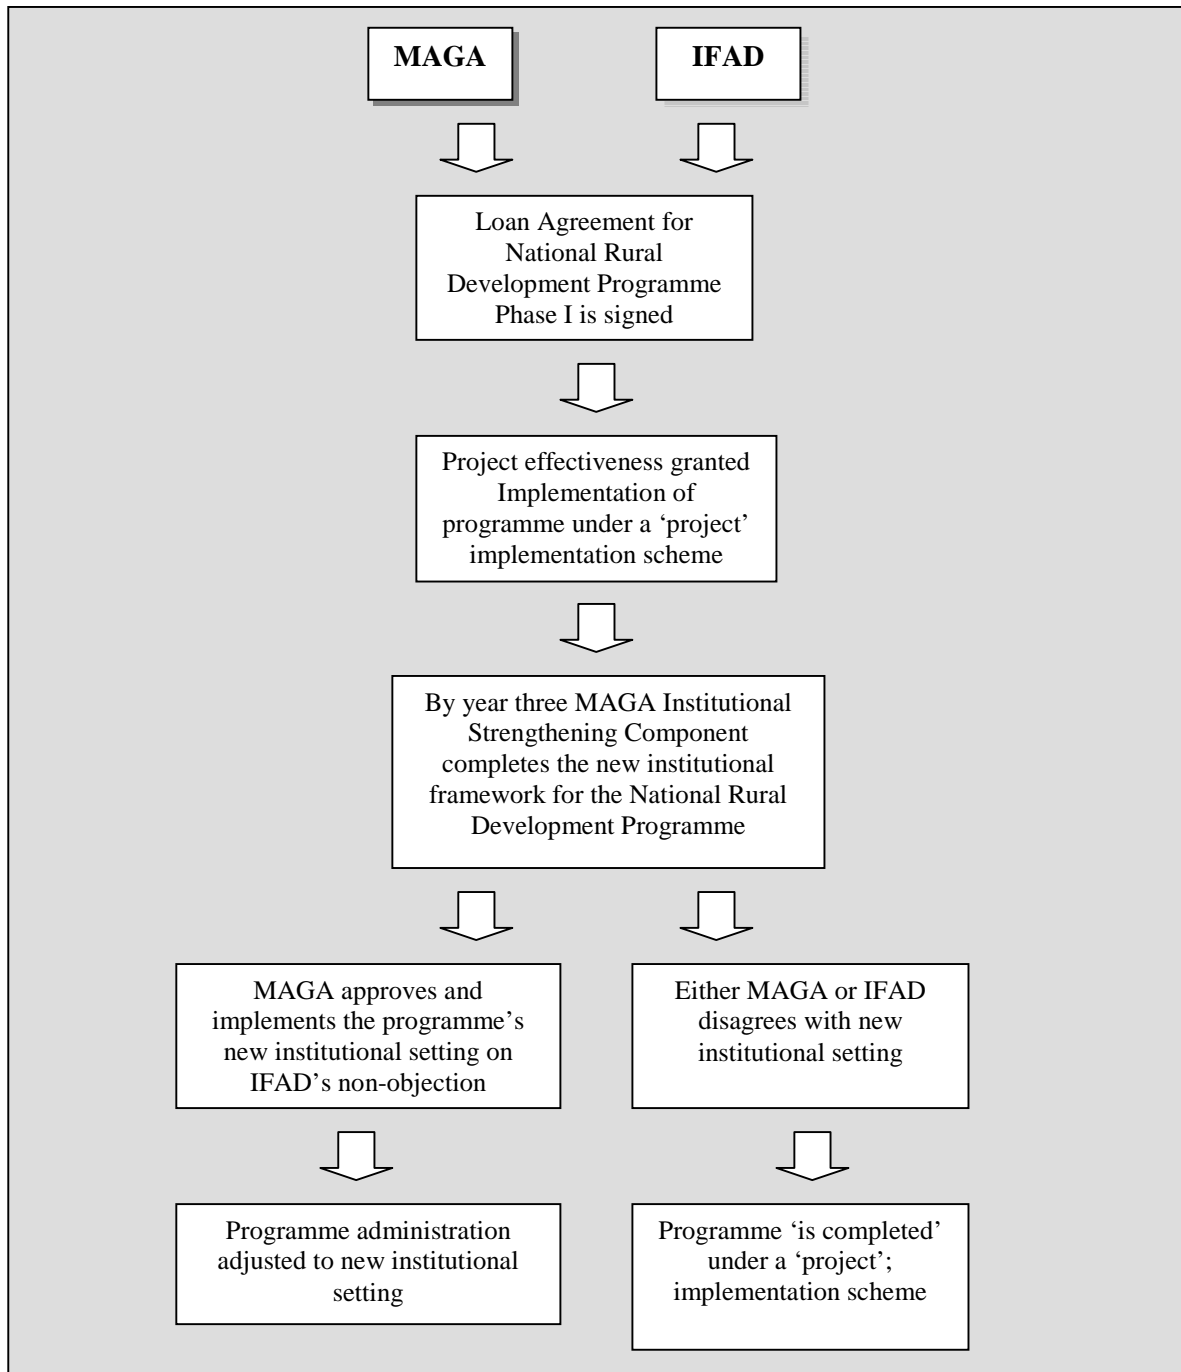 MAGA
IFAD
Loan Agreement for
National Rural
Development Programme
Phase I is signed
Project effectiveness granted
Implementation of
programme under a ‘project’
implementation scheme
By year three MAGA Institutional
Strengthening Component
completes the new institutional
framework for the National Rural
Development Programme
MAGA approves and
implements the programme’s
new institutional setting on
IFAD’s non-objection
Either MAGA or IFAD
disagrees with new
institutional setting
Programme administration
adjusted to new institutional
setting
Programme ‘is completed’
under a ‘project’;
implementation scheme